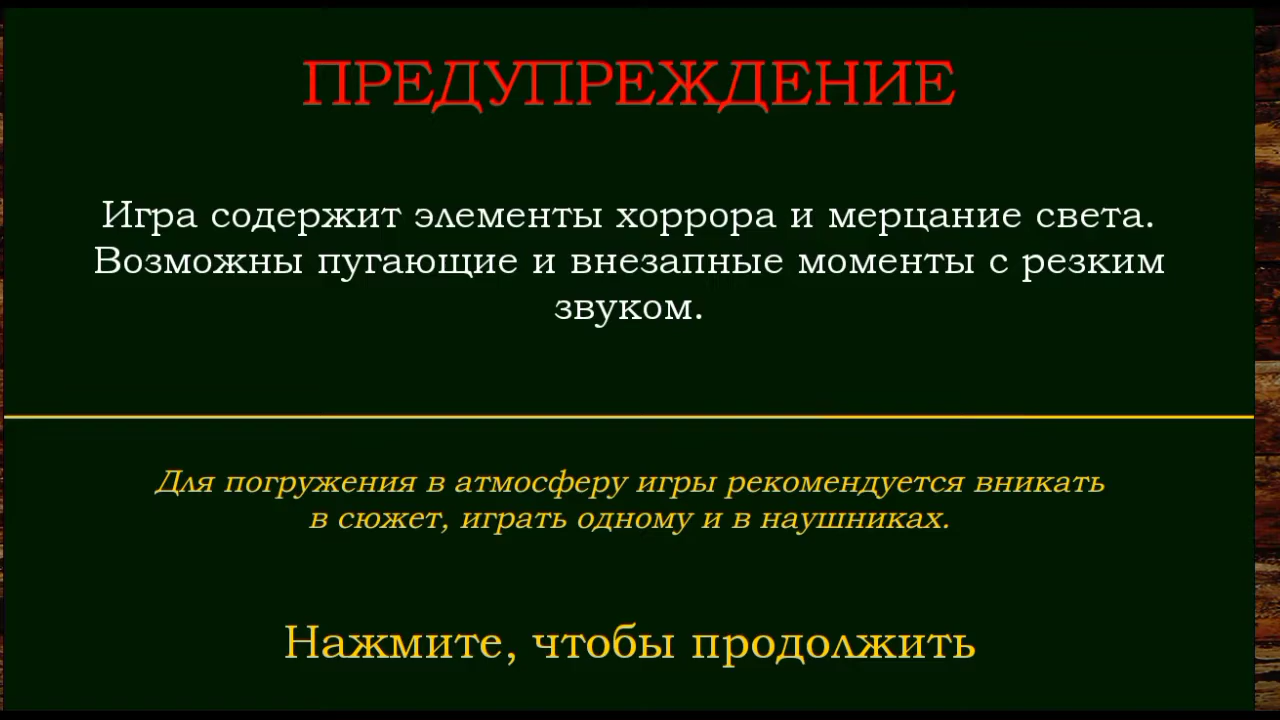 ПРЕДУПРЕЖДЕНИЕ
Игра содержит элементы хоррора и мерцание света.
Возможны пугающие и внезапные моменты с резким
звуком.
Для погружения в атмосферу игры рекомендуется вникать
в сюжет, играть одному и в наушниках.
Нажмите, чтобы продолжить